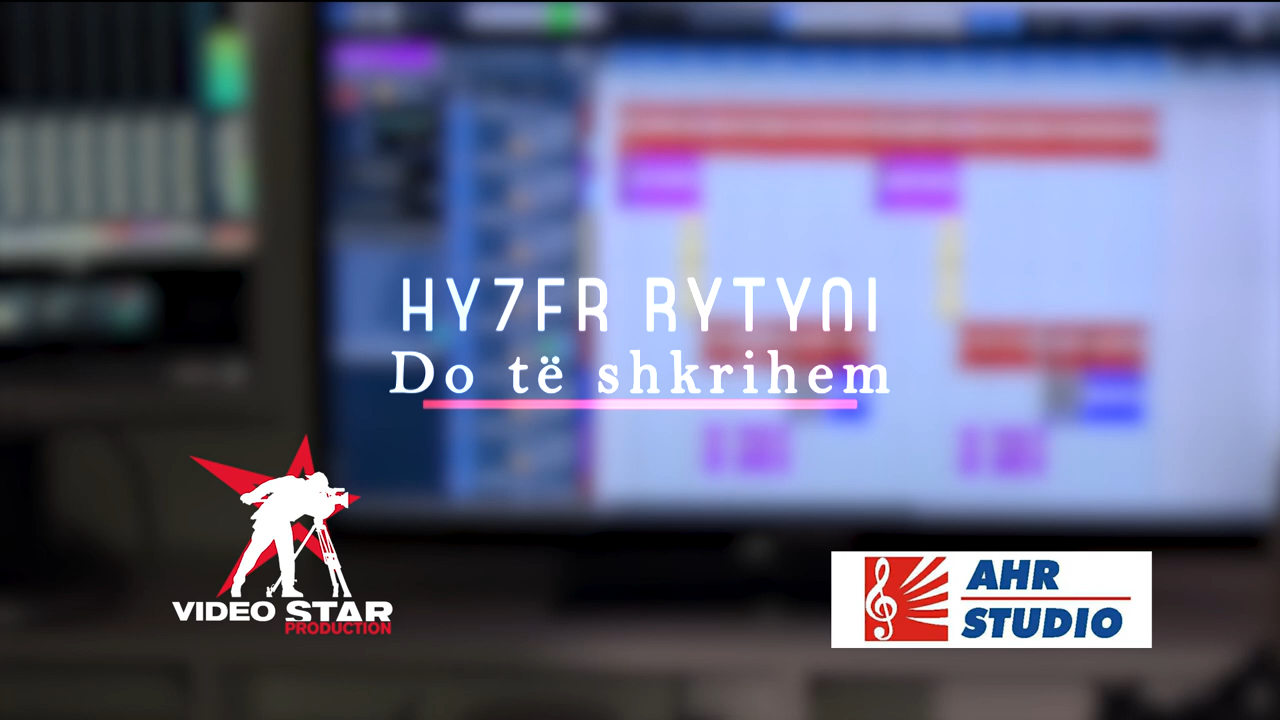 HY7FR RYTYNI
Do të shkrihem
VIDEO STAR
PRODUCTION
AHR
STUDIO